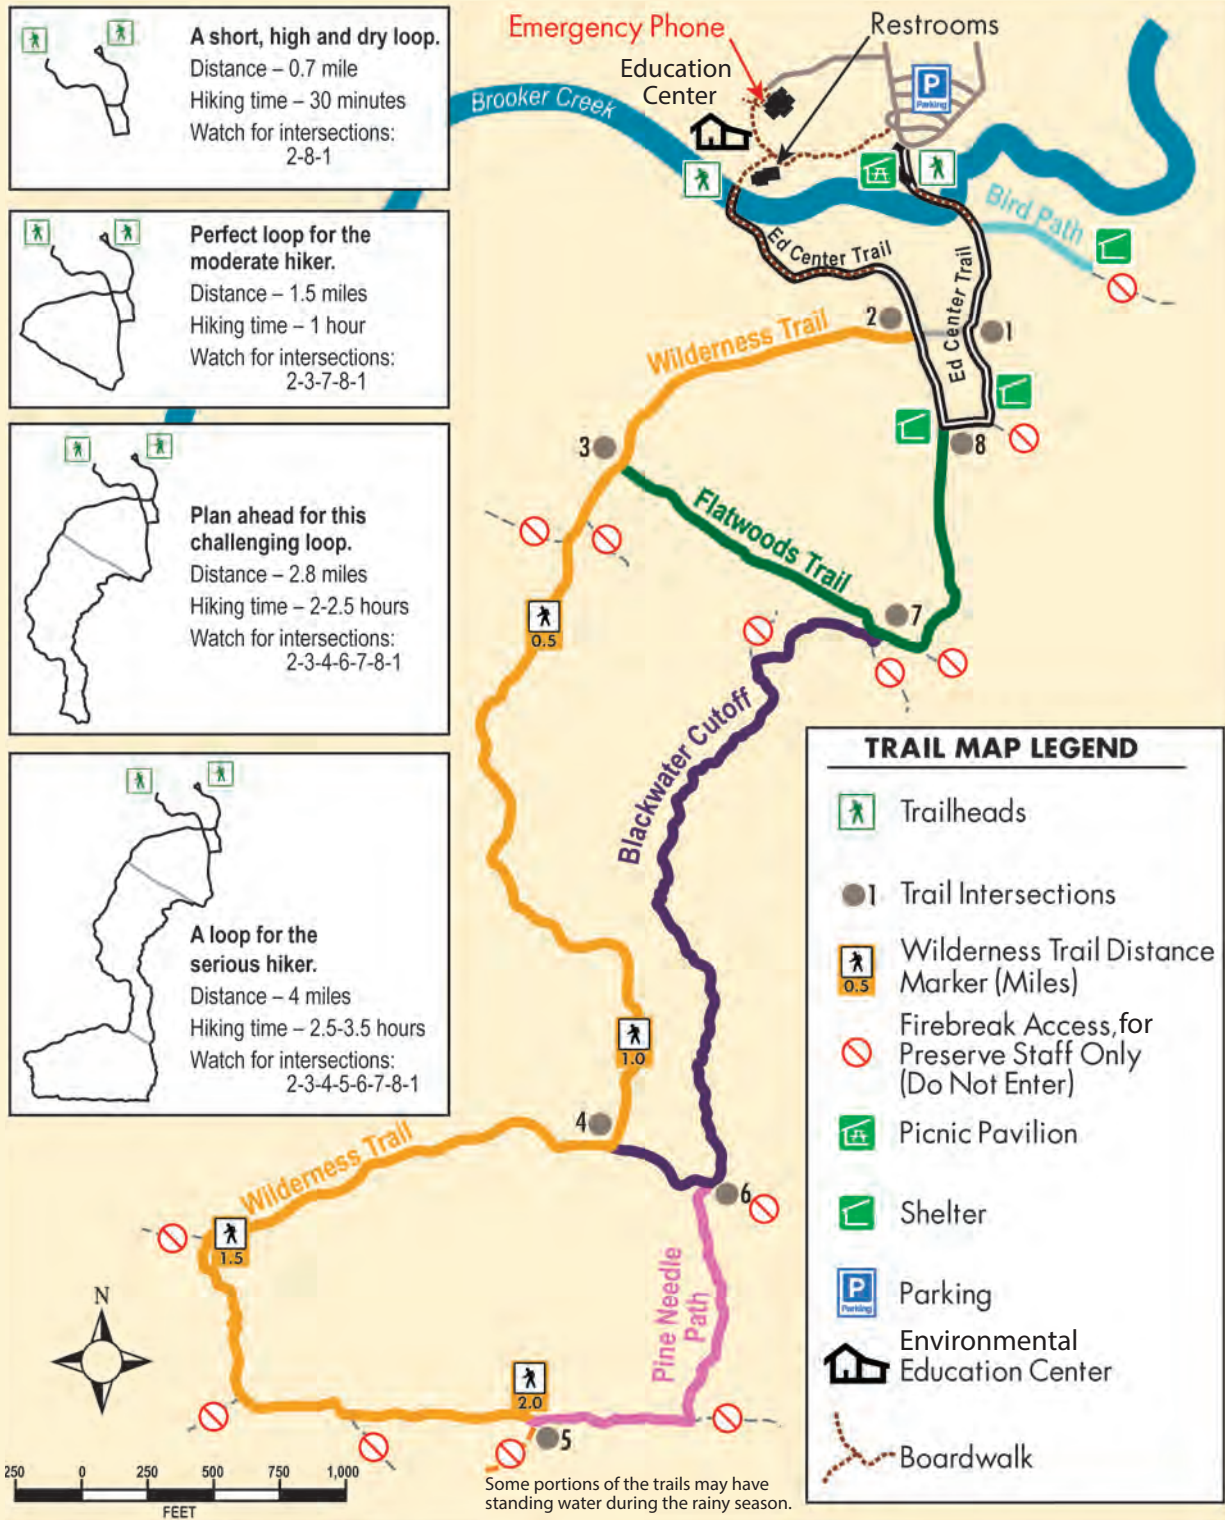 A short, high and dry loop.
Distance – 0.7 mile
Hiking time – 30 minutes
Watch for intersections:
2-8-1
Perfect loop for the
moderate hiker.
Distance – 1.5 miles
Hiking time – 1 hour
Watch for intersections:
2-3-7-8-1
Plan ahead for this
challenging loop.
Distance – 2.8 miles
Hiking time – 2-2.5 hours
Watch for intersections:
2-3-4-6-7-8-1
A loop for the
serious hiker.
Distance – 4 miles
Hiking time – 2.5-3.5 hours
Watch for intersections:
2-3-4-5-6-7-8-1
Emergency Phone
Restrooms
Education
Center
P
Parking
Brooker Creek
Bird Path
Ed Center Trail
Ed Center Trail
2
1
Wilderness Trail
3
8
Flatwoods Trail
7
0.5
Blackwater Cutoff
1.0
4
Wilderness Trail
6
1.5
Pine Needle
Path
2.0
5
N
250 0 250 500 750 1,000
FEET
Some portions of the trails may have
standing water during the rainy season.
TRAIL MAP LEGEND
Trailheads
1 Trail Intersections
0.5
Wilderness Trail Distance
Marker (Miles)
Firebreak Access, for
Preserve Staff Only
(Do Not Enter)
Picnic Pavilion
Shelter
P
Parking
Parking
Environmental
Education Center
Boardwalk